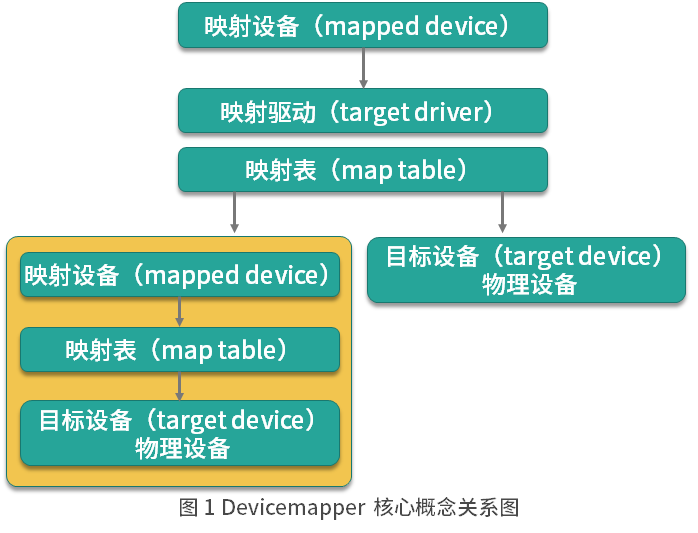 映射设备（mapped device）
映射驱动（target driver）
映射表（map table）
映射设备（mapped device）
映射表（map table）
目标设备（target device）
物理设备
目标设备（target device）
物理设备
图 1 Devicemapper 核心概念关系图